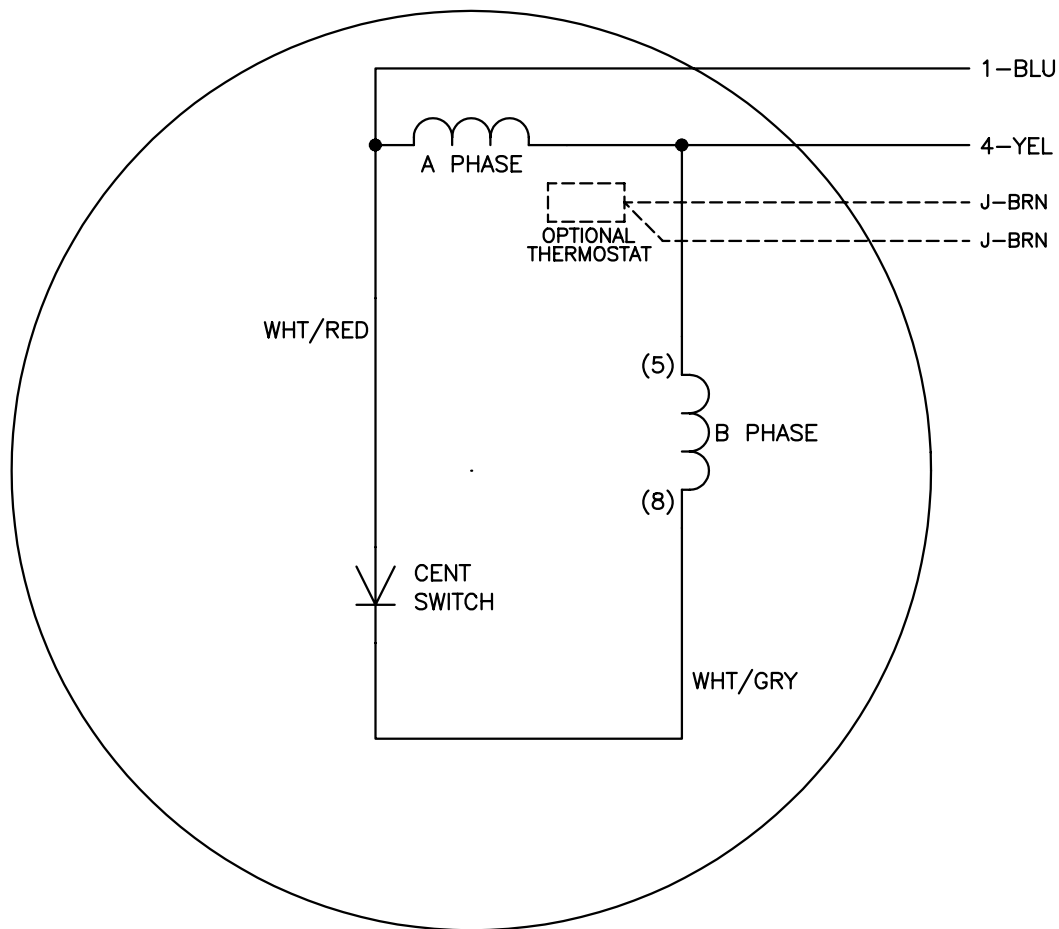 1-BLU
4-YEL
A PHASE
J-BRN
OPTIONAL
THERMOSTAT
J-BRN
WHT/RED
(5)
B PHASE
(8)
CENT
SWITCH
WHT/GRY